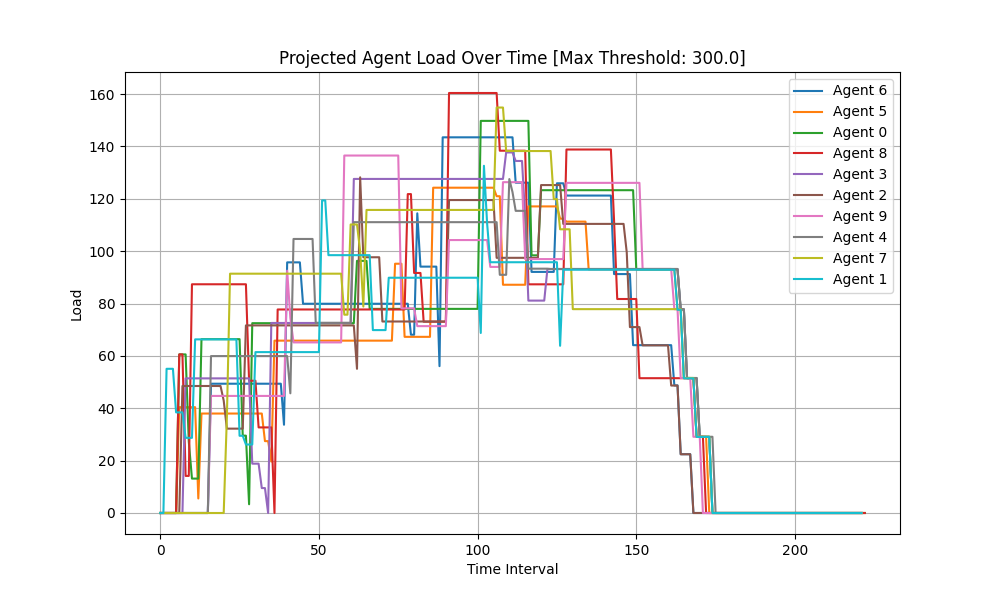 Projected Agent Load Over Time [Max Threshold: 300.0]
160
140
120
100
80
60
40
20
0
Load
0
50
100
150
200
Time Interval
Agent 6
Agent 5
Agent 0
Agent 8
Agent 3
Agent 2
Agent 9
Agent 4
Agent 7
Agent 1